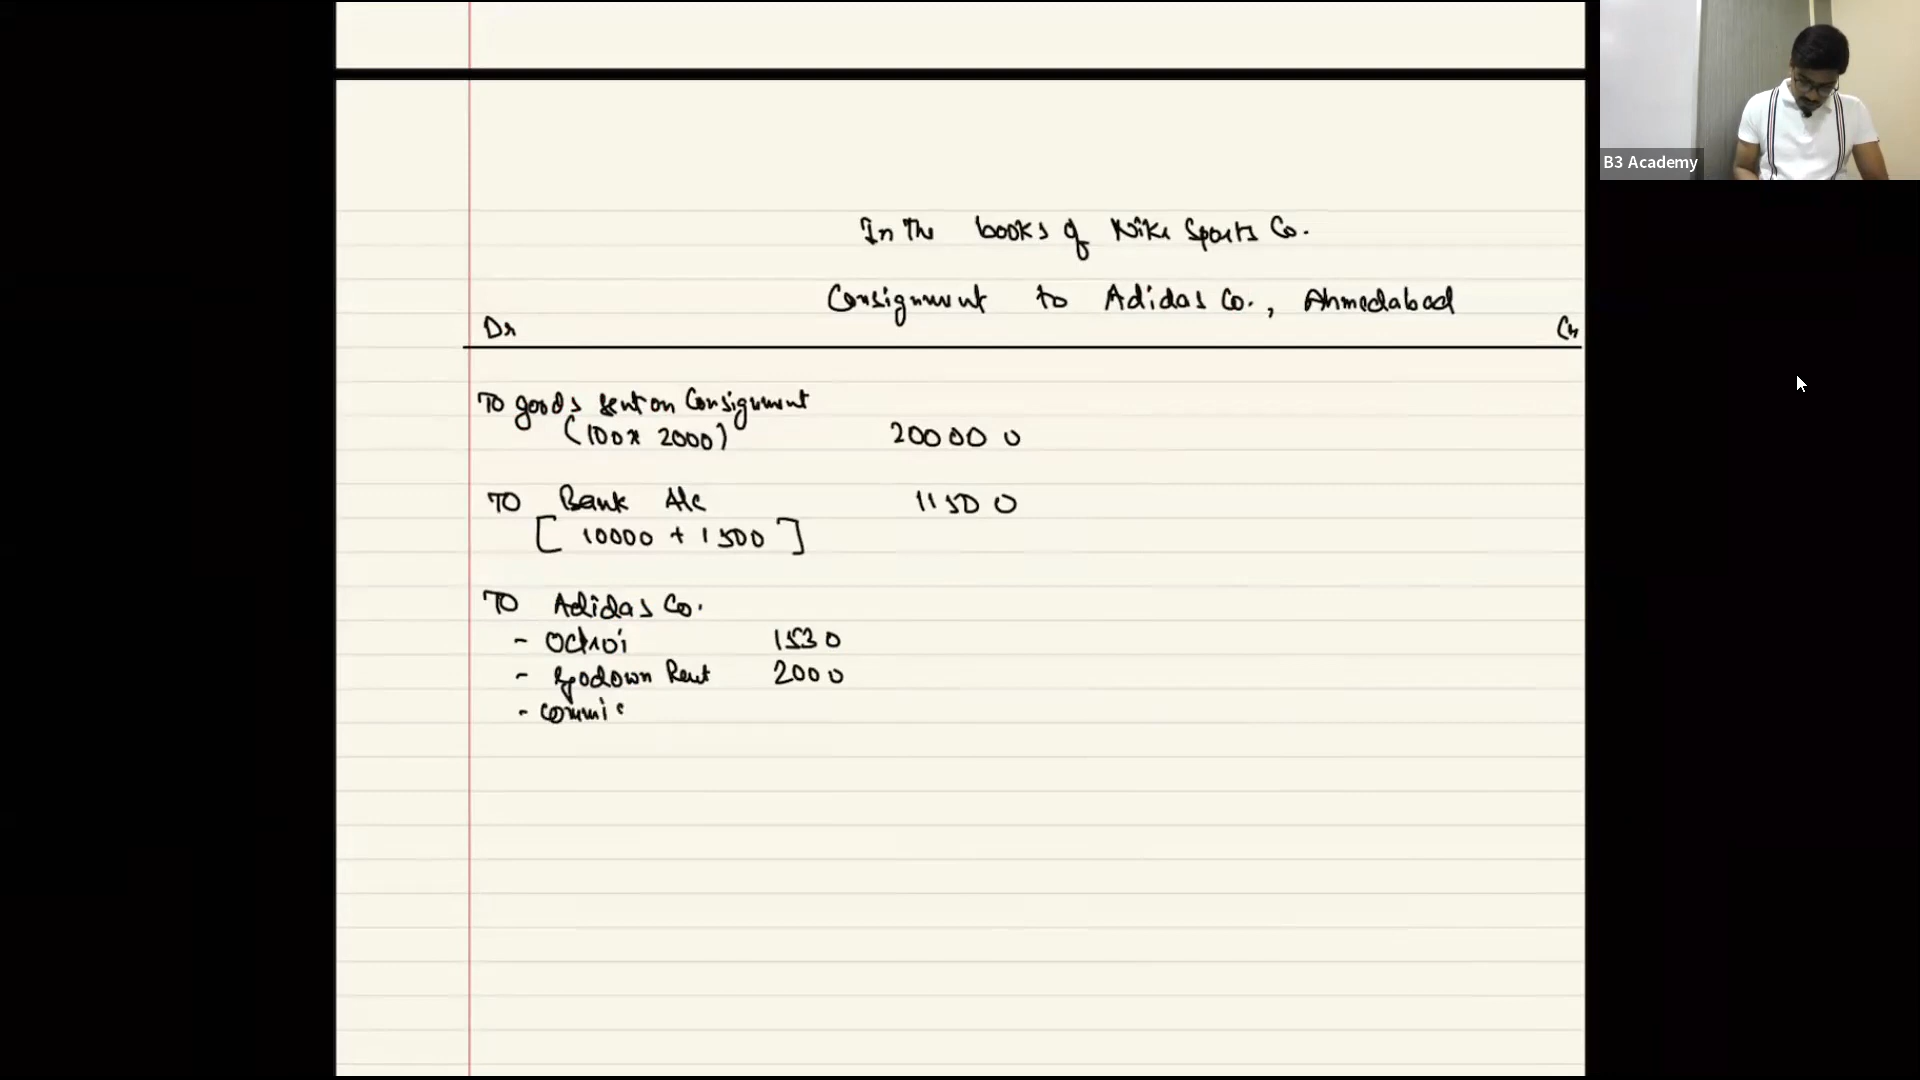 B3 Academy
In the books of Nike Sports Co.
Consignment to Adidas Co., Ahmedabad
Dr Cr
To goods sent on Consignment
(100 x 2000) 200000
TO Bank A/c 11500
[ 10000 + 1500 ]
TO Adidas Co.
- Octroi 1530
- godown Rent 2000
- commis